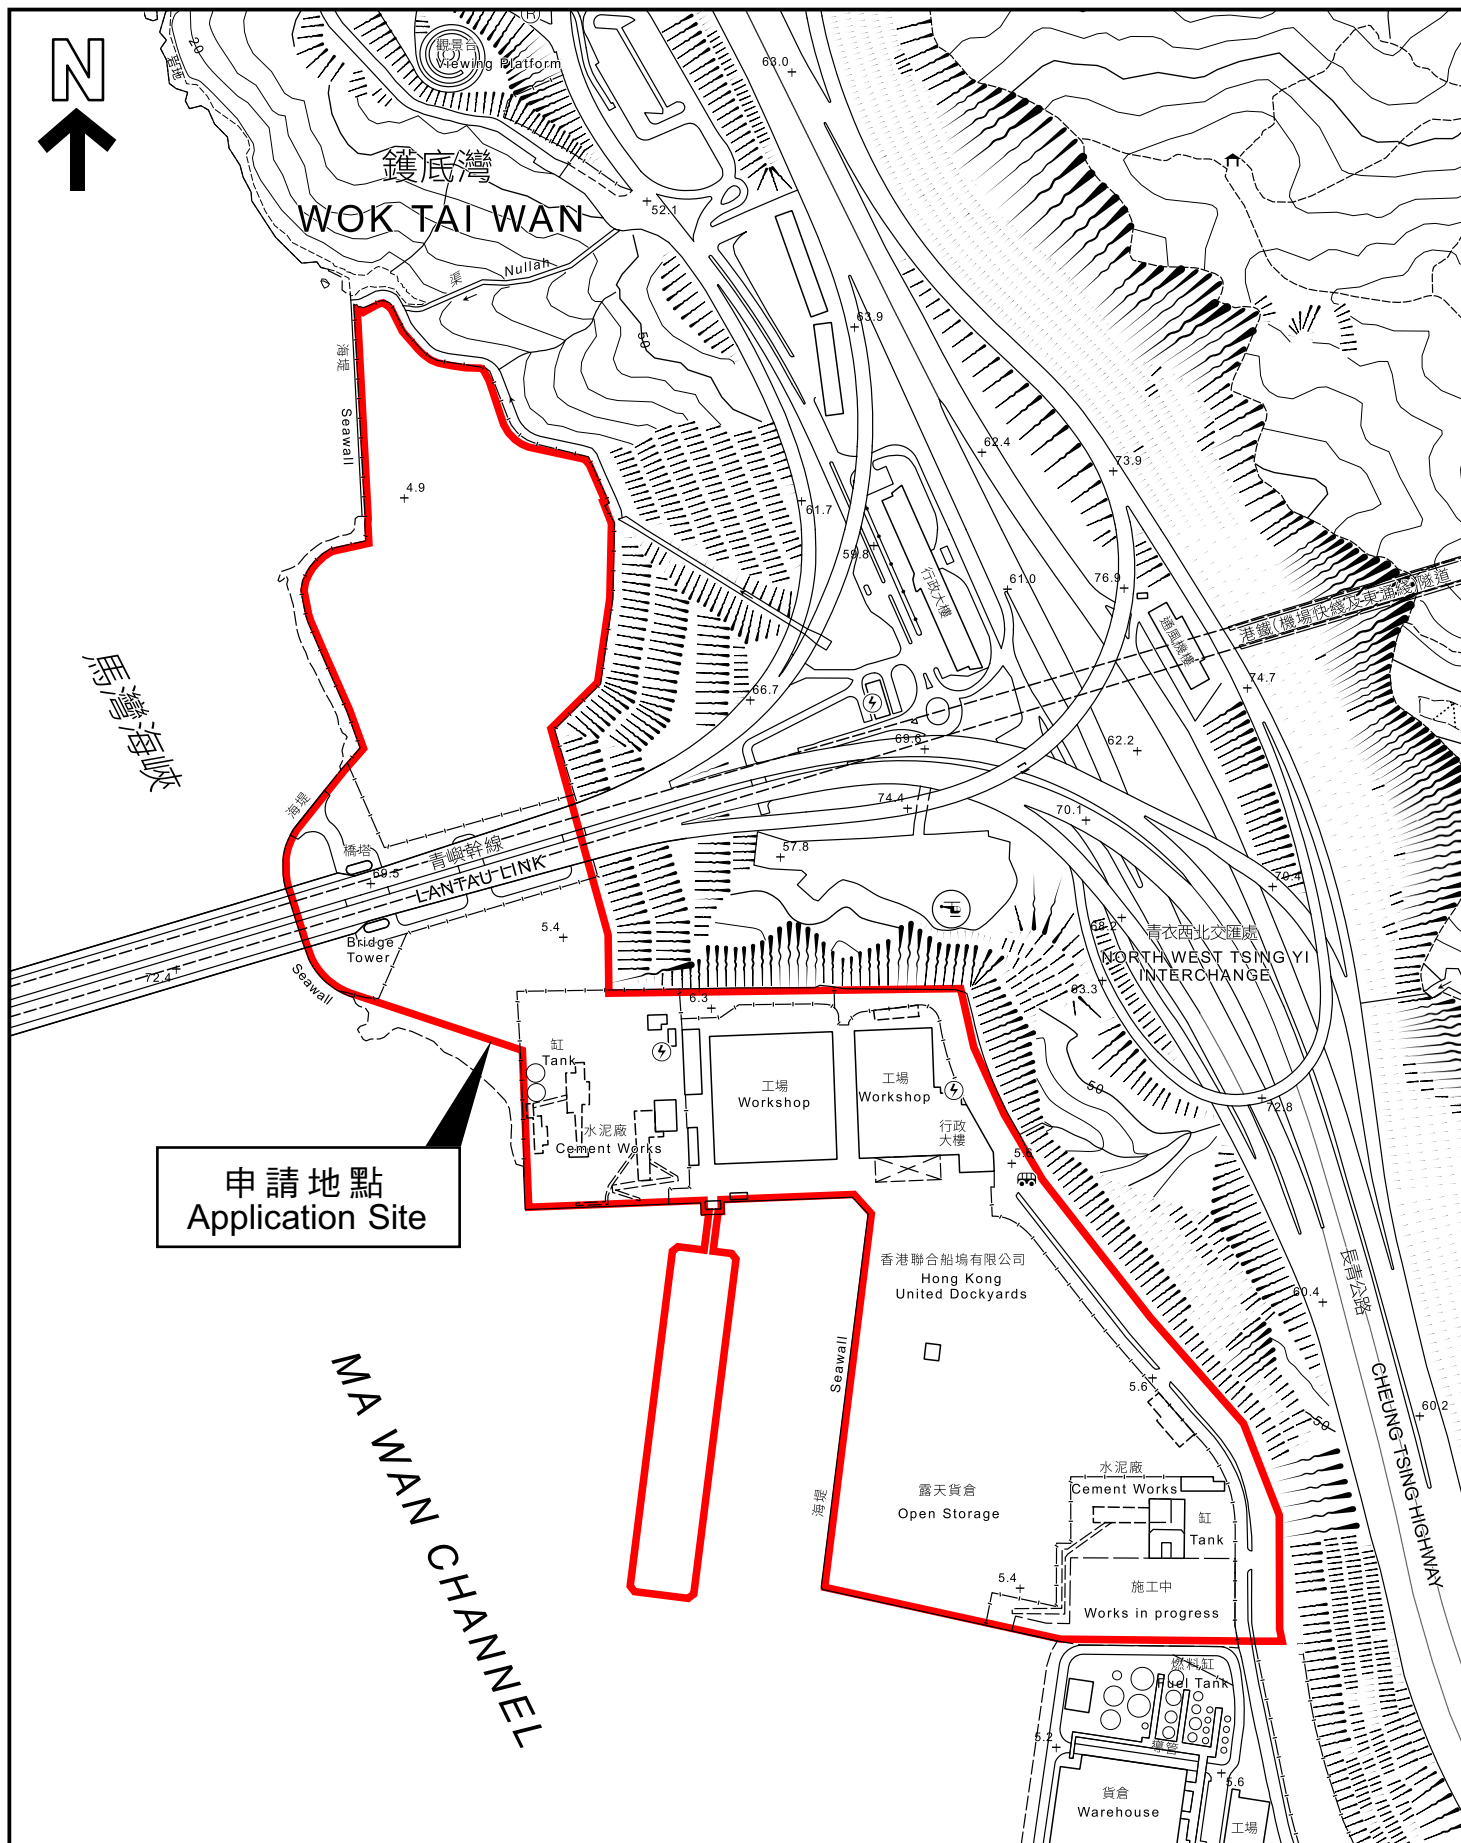 N
觀景台
Viewing Platform
R
63.0
20
岩地
鑊底灣
WOK TAI WAN
52.1
渠
Nullah
63.9
50
海堤
Seawall
4.9
62.4
73.9
61.7
59.8
行政大樓
61.0
76.9
通風機樓
港鐵(機場快綫及東涌綫)隧道
馬灣海峽
66.7
74.7
69.6
62.2
74.4
70.1
海堤
橋塔
69.5
青嶼幹線
LANTAU LINK
57.8
70.4
5.4
Bridge
Tower
68.2
青衣西北交匯處
NORTH WEST TSING YI
INTERCHANGE
72.4
Seawall
63.3
6.3
缸
Tank
工場
Workshop
工場
Workshop
50
72.8
水泥廠
Cement Works
行政
大樓
5.6
申請地點
Application Site
香港聯合船塢有限公司
Hong Kong
United Dockyards
長青公路
60.4
Seawall
MA WAN CHANNEL
5.6
CHEUNG TSING HIGHWAY
60.2
50
水泥廠
Cement Works
海堤
露天貨倉
Open Storage
缸
Tank
5.4
施工中
Works in progress
燃料缸
Fuel Tank
5.2
導管
5.6
貨倉
Warehouse
工場